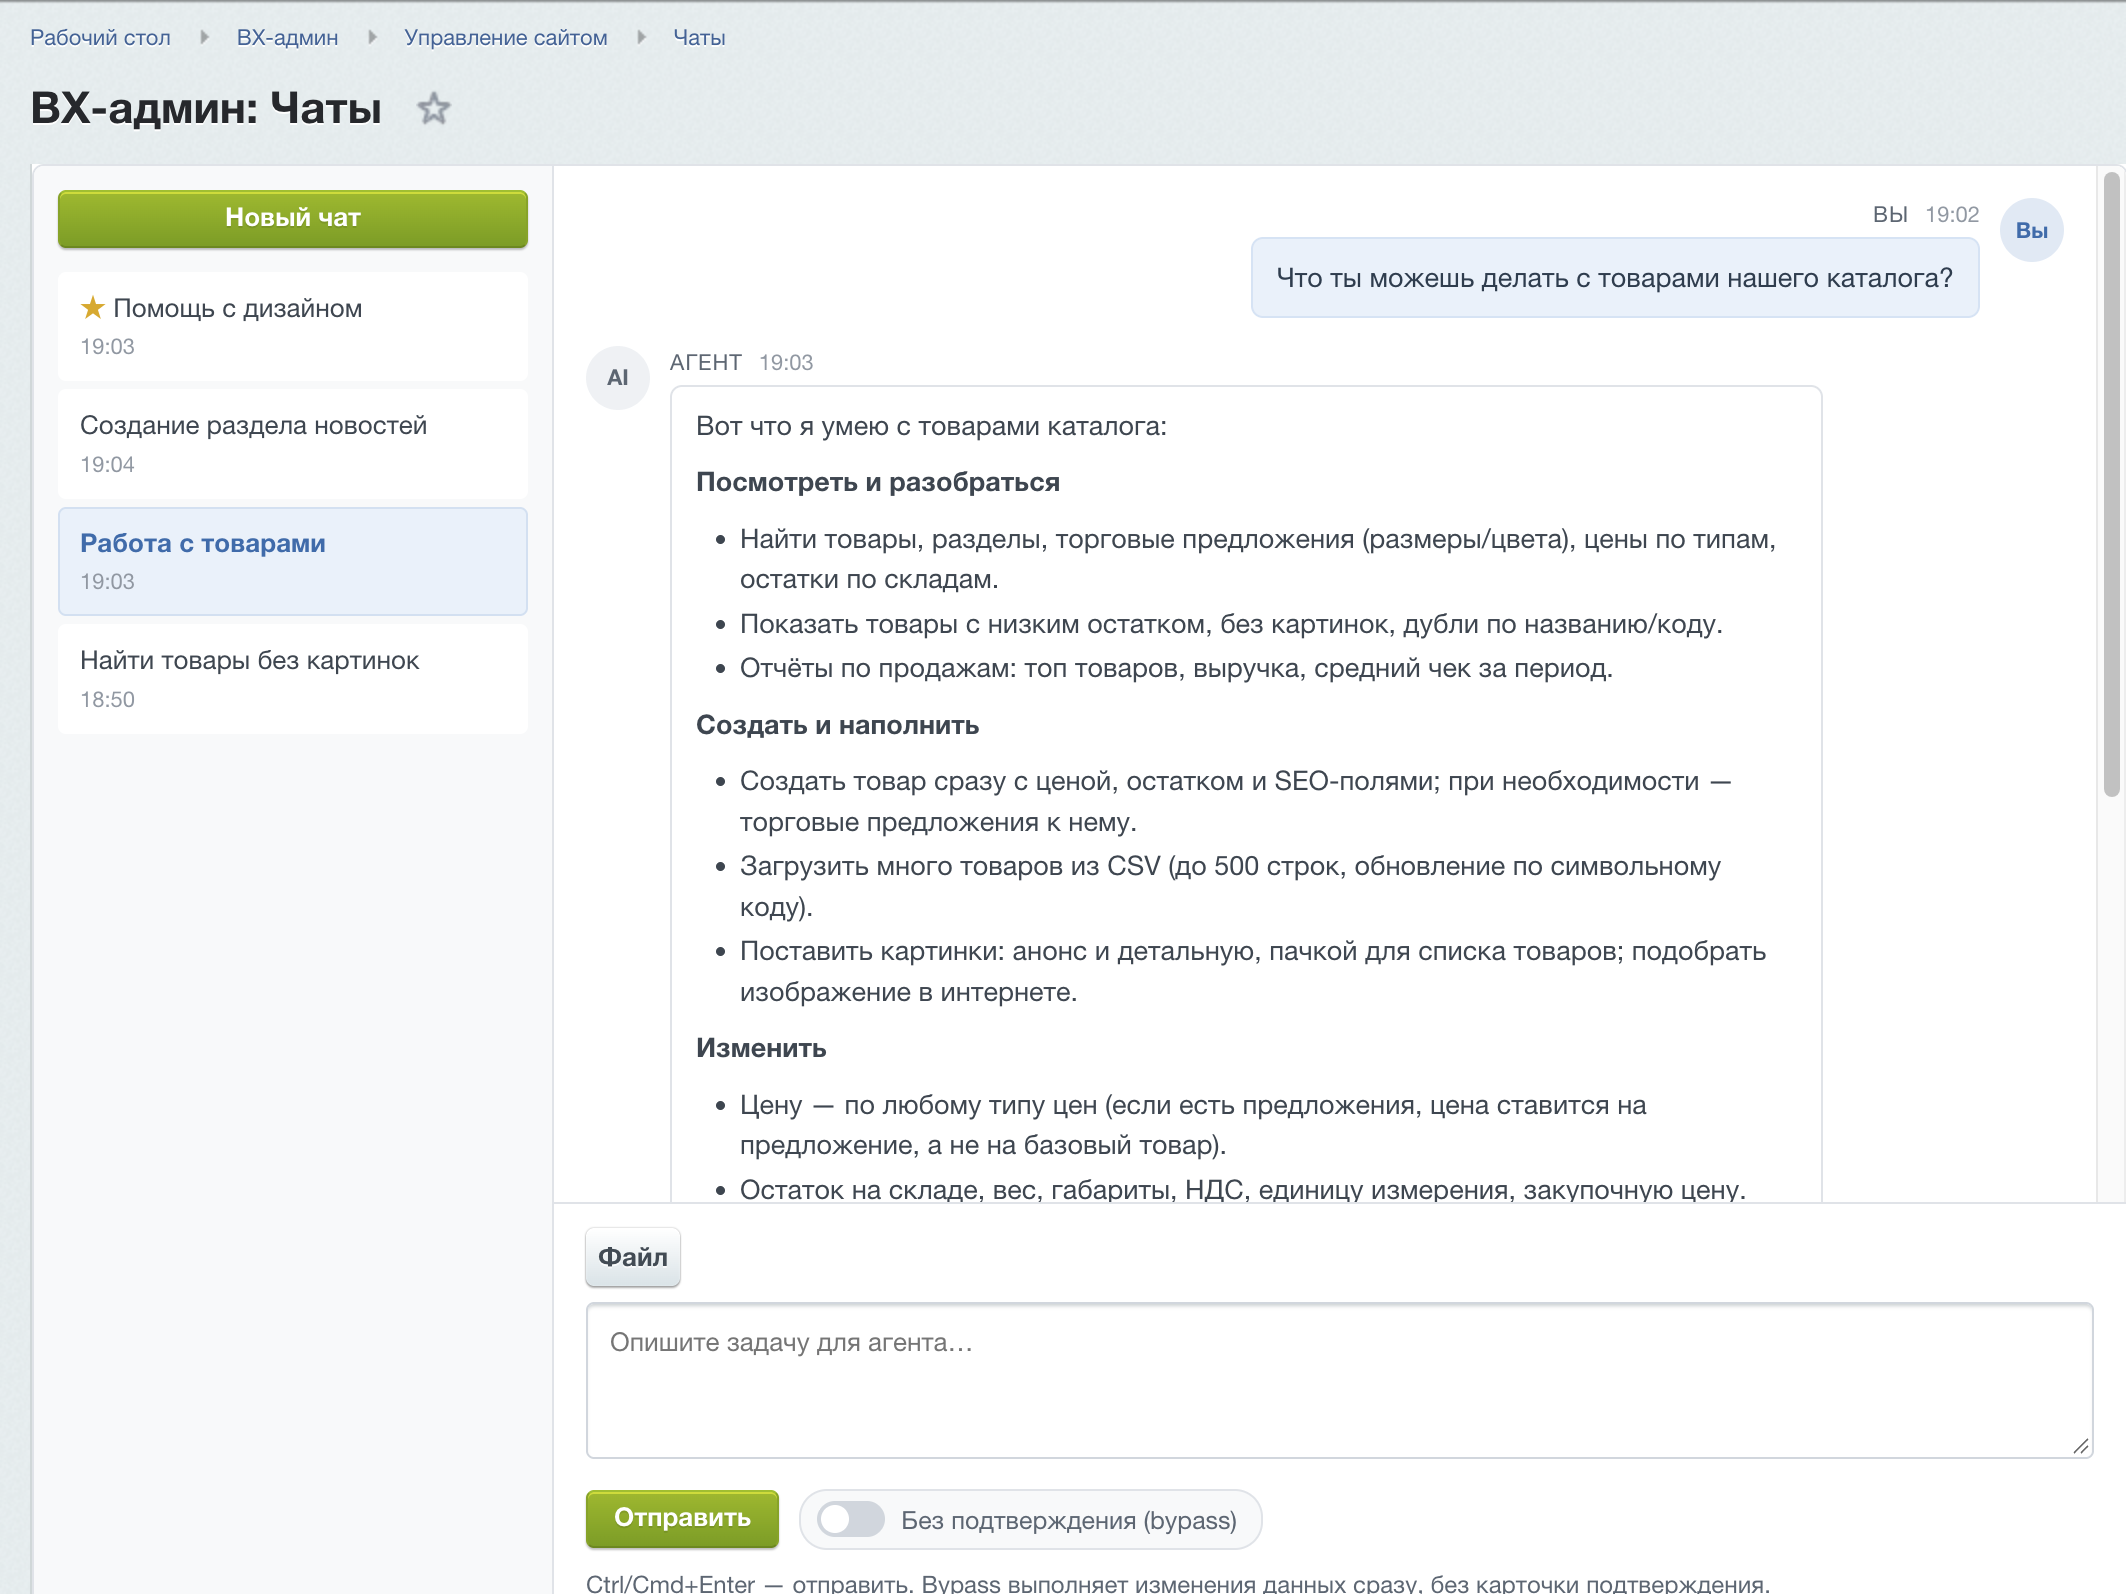 Рабочий стол
BX-админ
Управление сайтом
Чаты
BX-админ: Чаты
Новый чат
Помощь с дизайном
19:03
Создание раздела новостей
19:04
Работа с товарами
19:03
Найти товары без картинок
18:50
ВЫ 19:02
Вы
Что ты можешь делать с товарами нашего каталога?
AI
АГЕНТ 19:03
Вот что я умею с товарами каталога:
Посмотреть и разобраться
• Найти товары, разделы, торговые предложения (размеры/цвета), цены по типам,
остатки по складам.
• Показать товары с низким остатком, без картинок, дубли по названию/коду.
• Отчёты по продажам: топ товаров, выручка, средний чек за период.
Создать и наполнить
• Создать товар сразу с ценой, остатком и SEO-полями; при необходимости —
торговые предложения к нему.
• Загрузить много товаров из CSV (до 500 строк, обновление по символьному
коду).
• Поставить картинки: анонс и детальную, пачкой для списка товаров; подобрать
изображение в интернете.
Изменить
• Цену — по любому типу цен (если есть предложения, цена ставится на
предложение, а не на базовый товар).
• Остаток на складе, вес, габариты, НДС, единицу измерения, закупочную цену.
Файл
Опишите задачу для агента…
Отправить
Без подтверждения (bypass)
Ctrl/Cmd+Enter — отправить. Bypass выполняет изменения данных сразу, без карточки подтверждения.